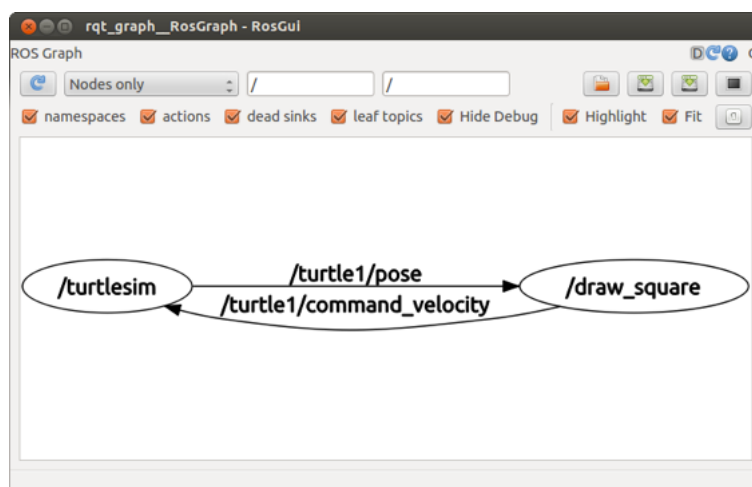 rqt_graph__RosGraph - RosGui
ROS Graph D
Nodes only / /
namespaces actions dead sinks leaf topics Hide Debug Highlight Fit
/turtle1/pose
/turtlesim /draw_square
/turtle1/command_velocity